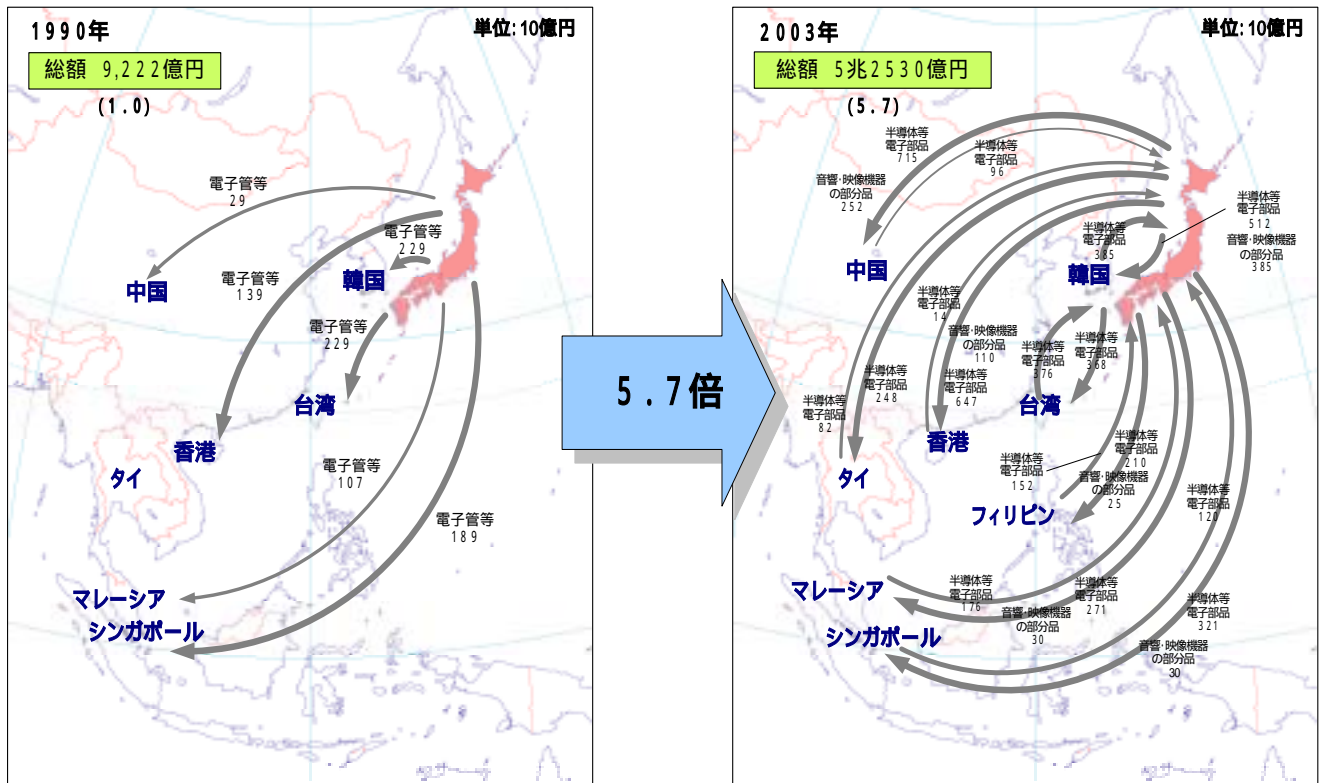 1990年
単位:10億円
総額 9,222億円
(1.0)
電子管等
29
電子管等
229
電子管等
139
中国
韓国
電子管等
229
台湾
香港
タイ
電子管等
107
電子管等
189
マレーシア
シンガポール
5.7倍
2003年
単位:10億円
総額 5兆2530億円
(5.7)
半導体等
電子部品
715
半導体等
電子部品
96
音響・映像機器
の部分品
252
半導体等
電子部品
512
音響・映像機器
の部分品
385
半導体等
電子部品
385
中国
韓国
半導体等
電子部品
14
音響・映像機器
の部分品
110
半導体等
電子部品
376
半導体等
電子部品
368
半導体等
電子部品
248
半導体等
電子部品
647
半導体等
電子部品
82
台湾
香港
タイ
半導体等
電子部品
210
半導体等
電子部品
152
音響・映像機器
の部分品
25
半導体等
電子部品
120
フィリピン
マレーシア
半導体等
電子部品
176
半導体等
電子部品
271
音響・映像機器
の部分品
30
半導体等
電子部品
321
シンガポール
音響・映像機器
の部分品
30